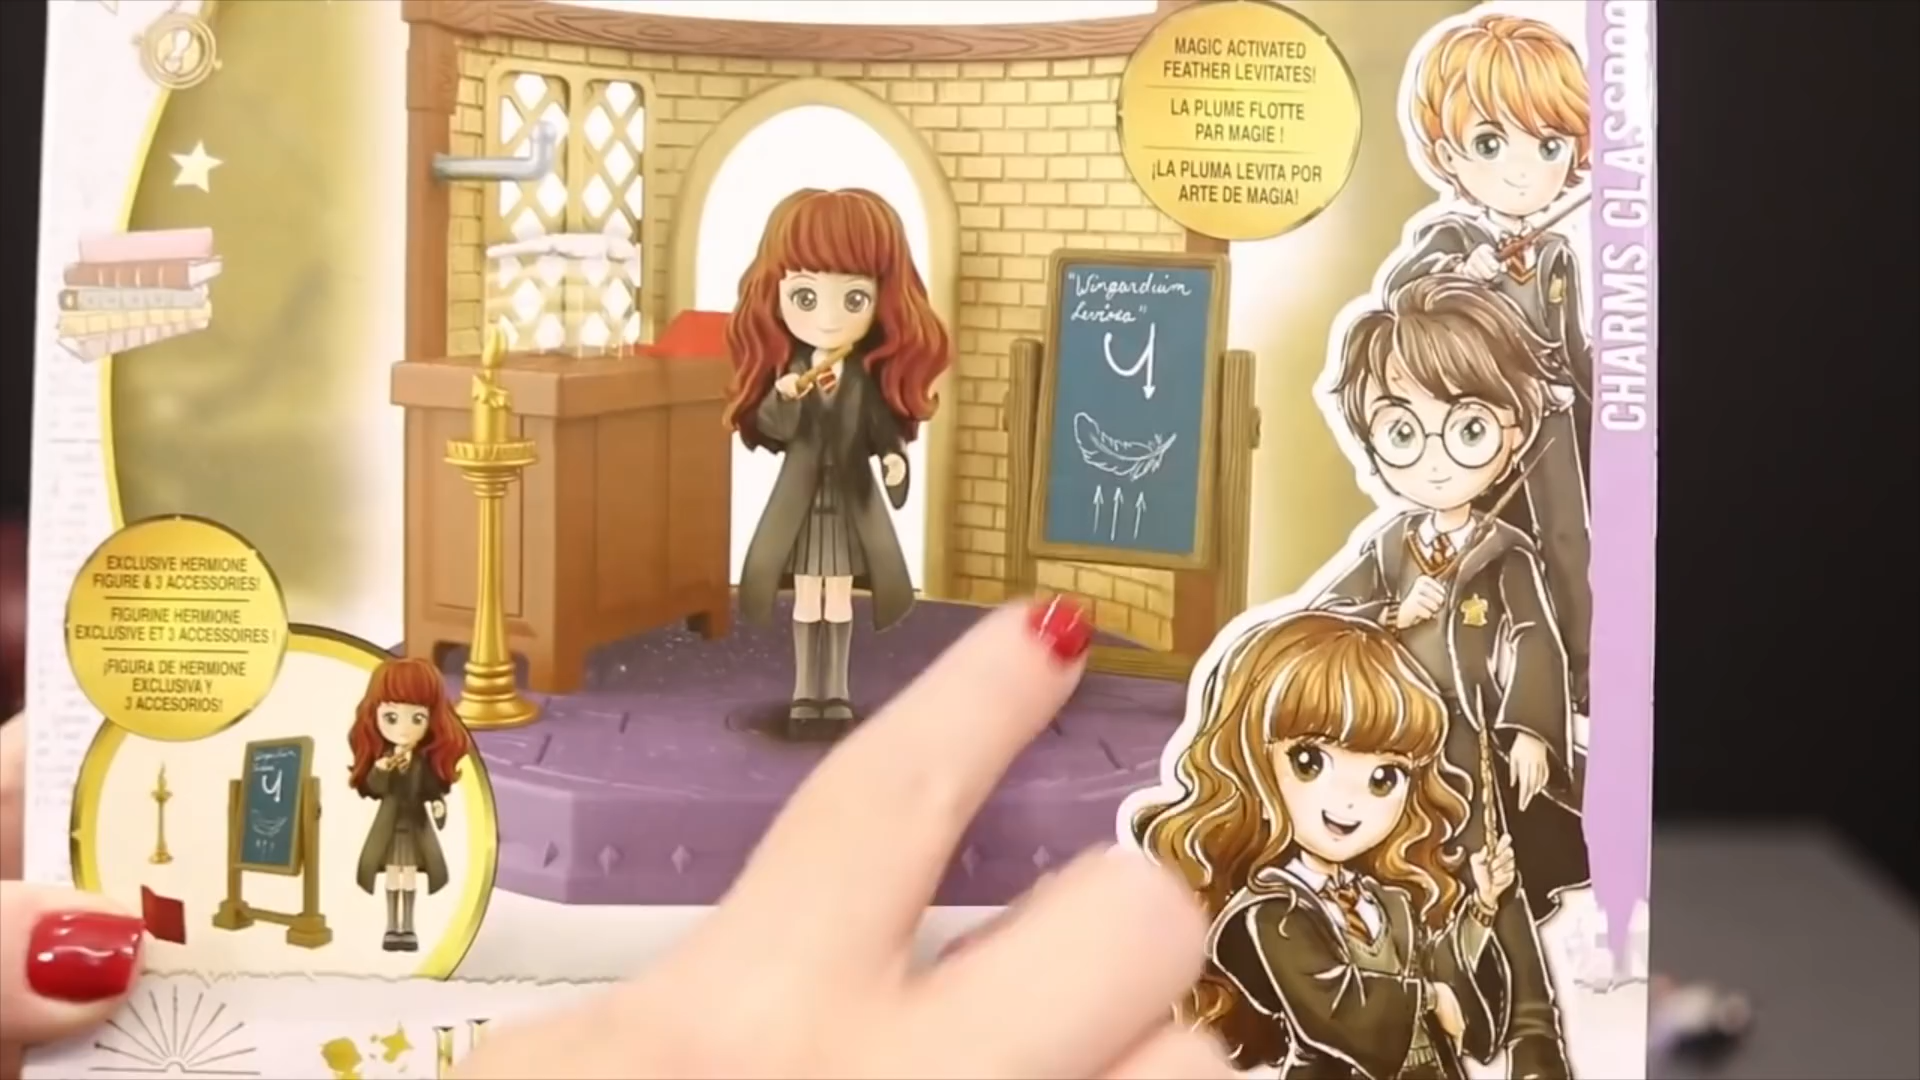 MAGIC ACTIVATED
FEATHER LEVITATES!
LA PLUME FLOTTE
PAR MAGIE !
¡LA PLUMA LEVITA POR
ARTE DE MAGIA!
CHARMS
"Wingardium
Leviosa"
EXCLUSIVE HERMIONE
FIGURE & 3 ACCESSORIES!
FIGURINE HERMIONE
EXCLUSIVE ET 3 ACCESSOIRES !
¡FIGURA DE HERMIONE
EXCLUSIVA Y
3 ACCESORIOS!